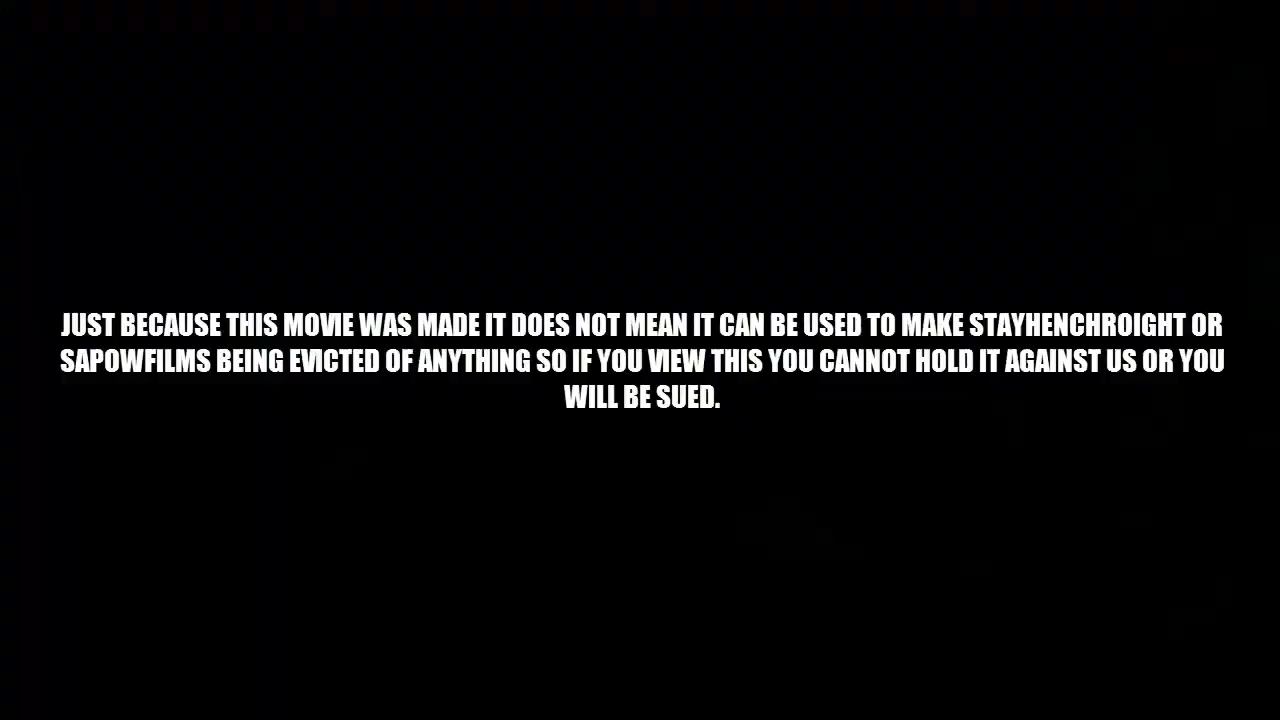 JUST BECAUSE THIS MOVIE WAS MADE IT DOES NOT MEAN IT CAN BE USED TO MAKE STAYHENCHROIGHT OR
SAPOWFILMS BEING EVICTED OF ANYTHING SO IF YOU VIEW THIS YOU CANNOT HOLD IT AGAINST US OR YOU
WILL BE SUED.